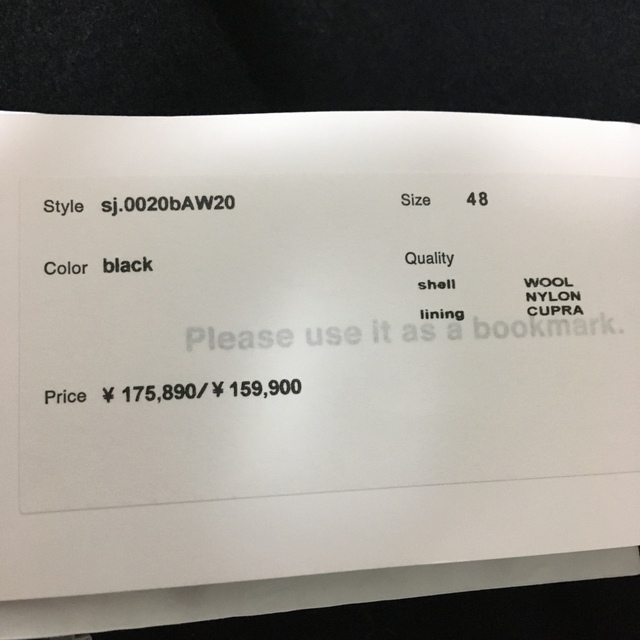 Style sj.0020bAW20
Size 48
Color black
Quality
shell WOOL
NYLON
lining CUPRA
Please use it as a bookmark.
Price ¥ 175,890/¥ 159,900